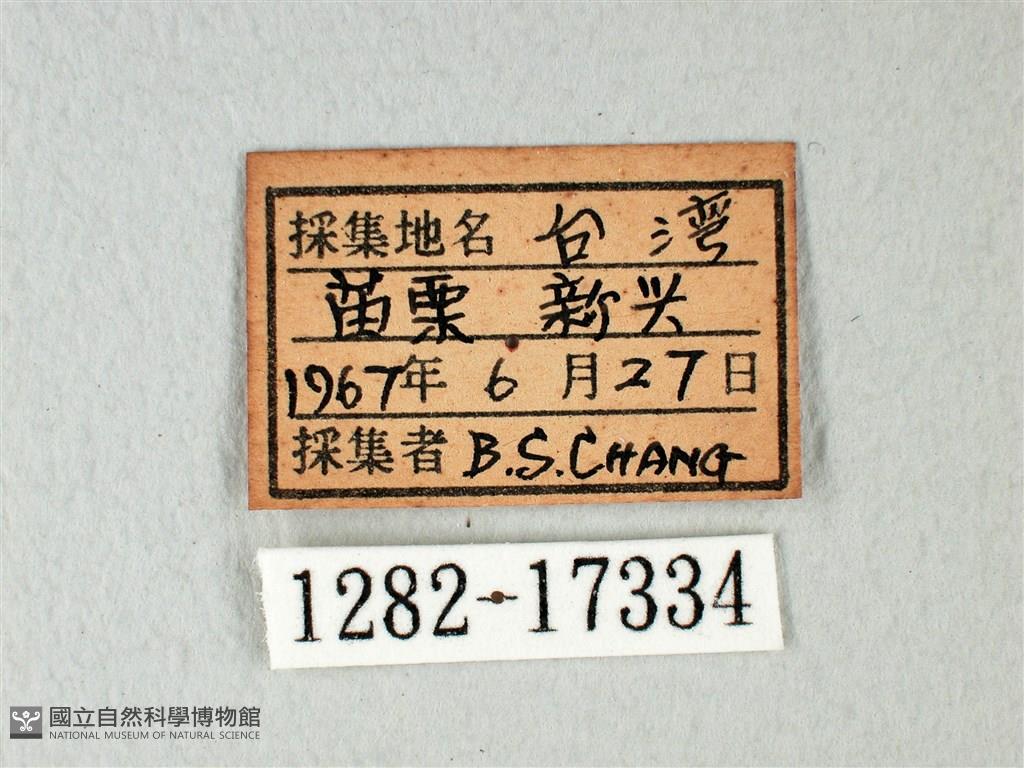 採集地名 台 湾
苗栗 新兴
1967年 6 月 27 日
採集者 B.S.CHANG
1282-17334
國立自然科學博物館
NATIONAL MUSEUM OF NATURAL SCIENCE